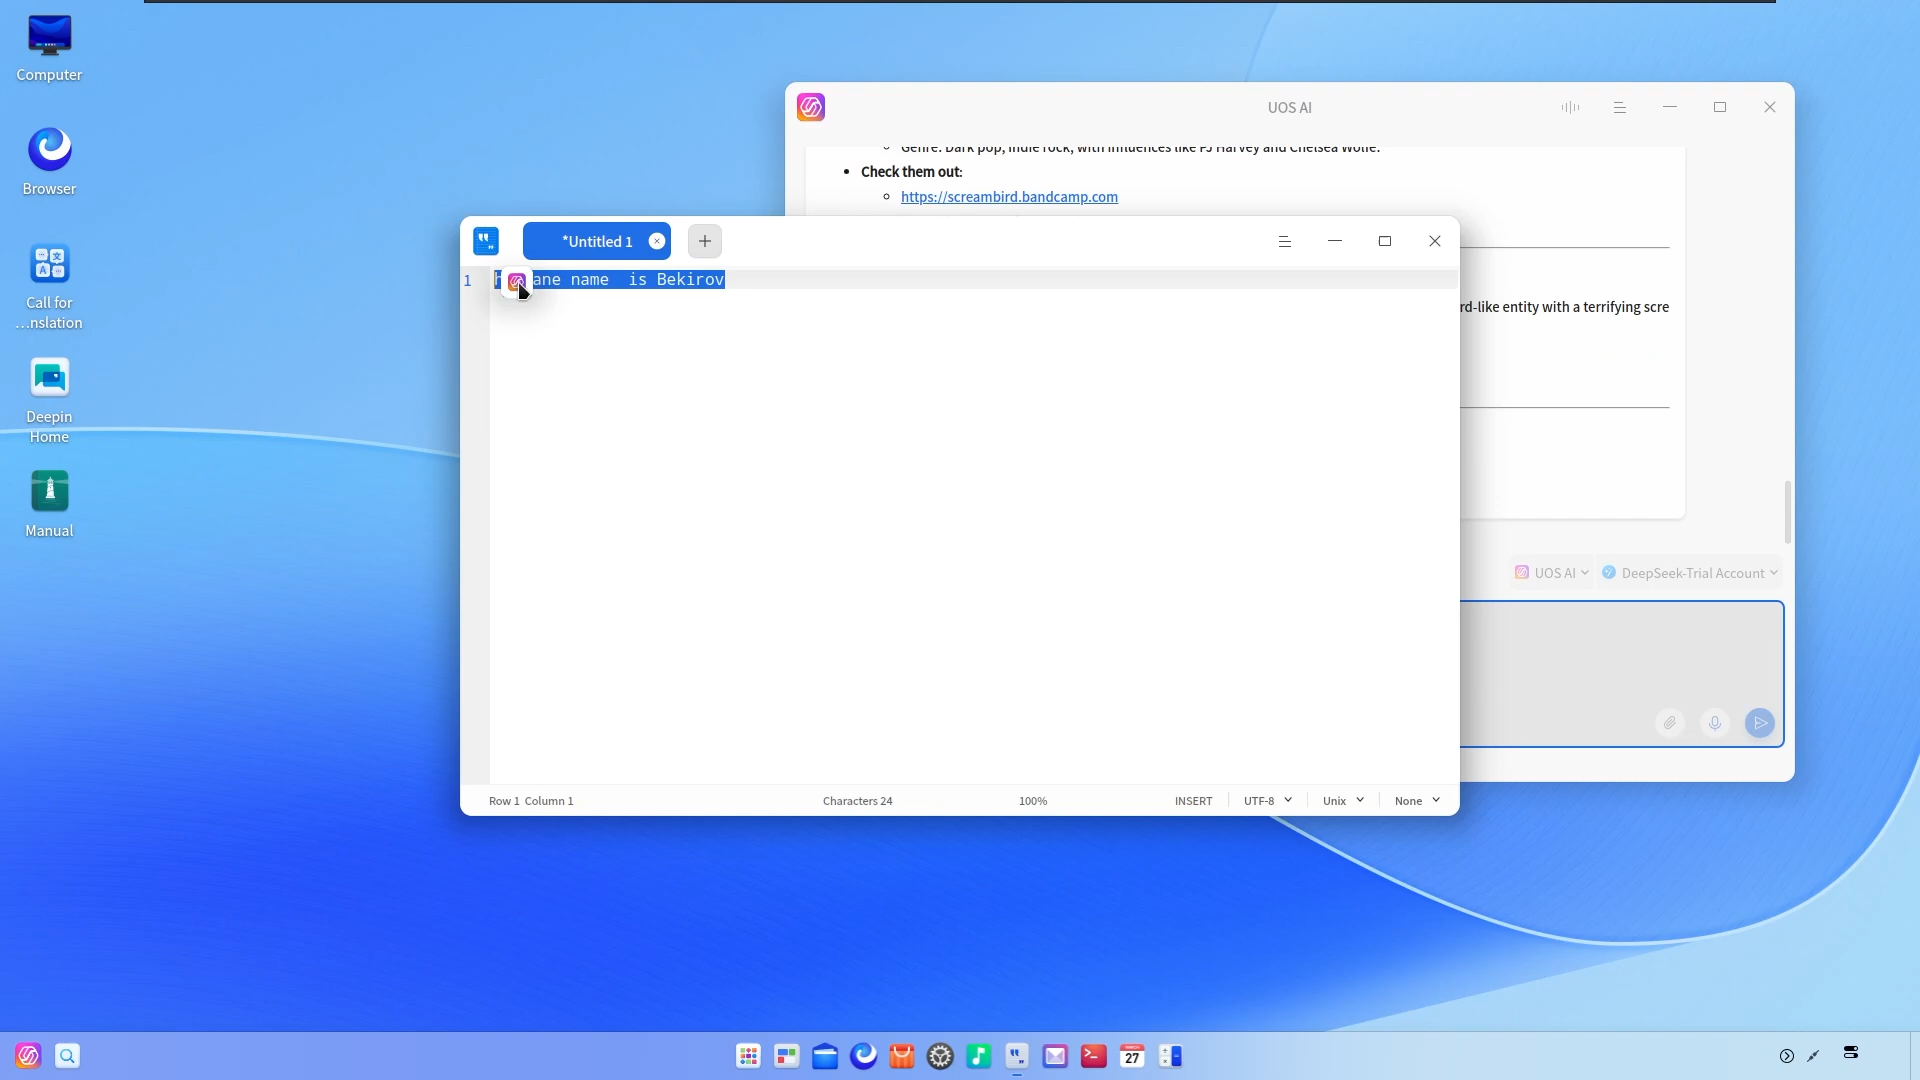 Computer
Browser
Call for
...nslation
Deepin
Home
Manual
UOS AI
Genre: Dark pop, indie rock, with influences like PJ Harvey and Chelsea Wolfe.
Check them out:
https://screambird.bandcamp.com
*Untitled 1
1
ane name  is Bekirov
rd-like entity with a terrifying scre
UOS AI
DeepSeek-Trial Account
Row 1 Column 1
Characters 24
100%
INSERT
UTF-8
Unix
None
27